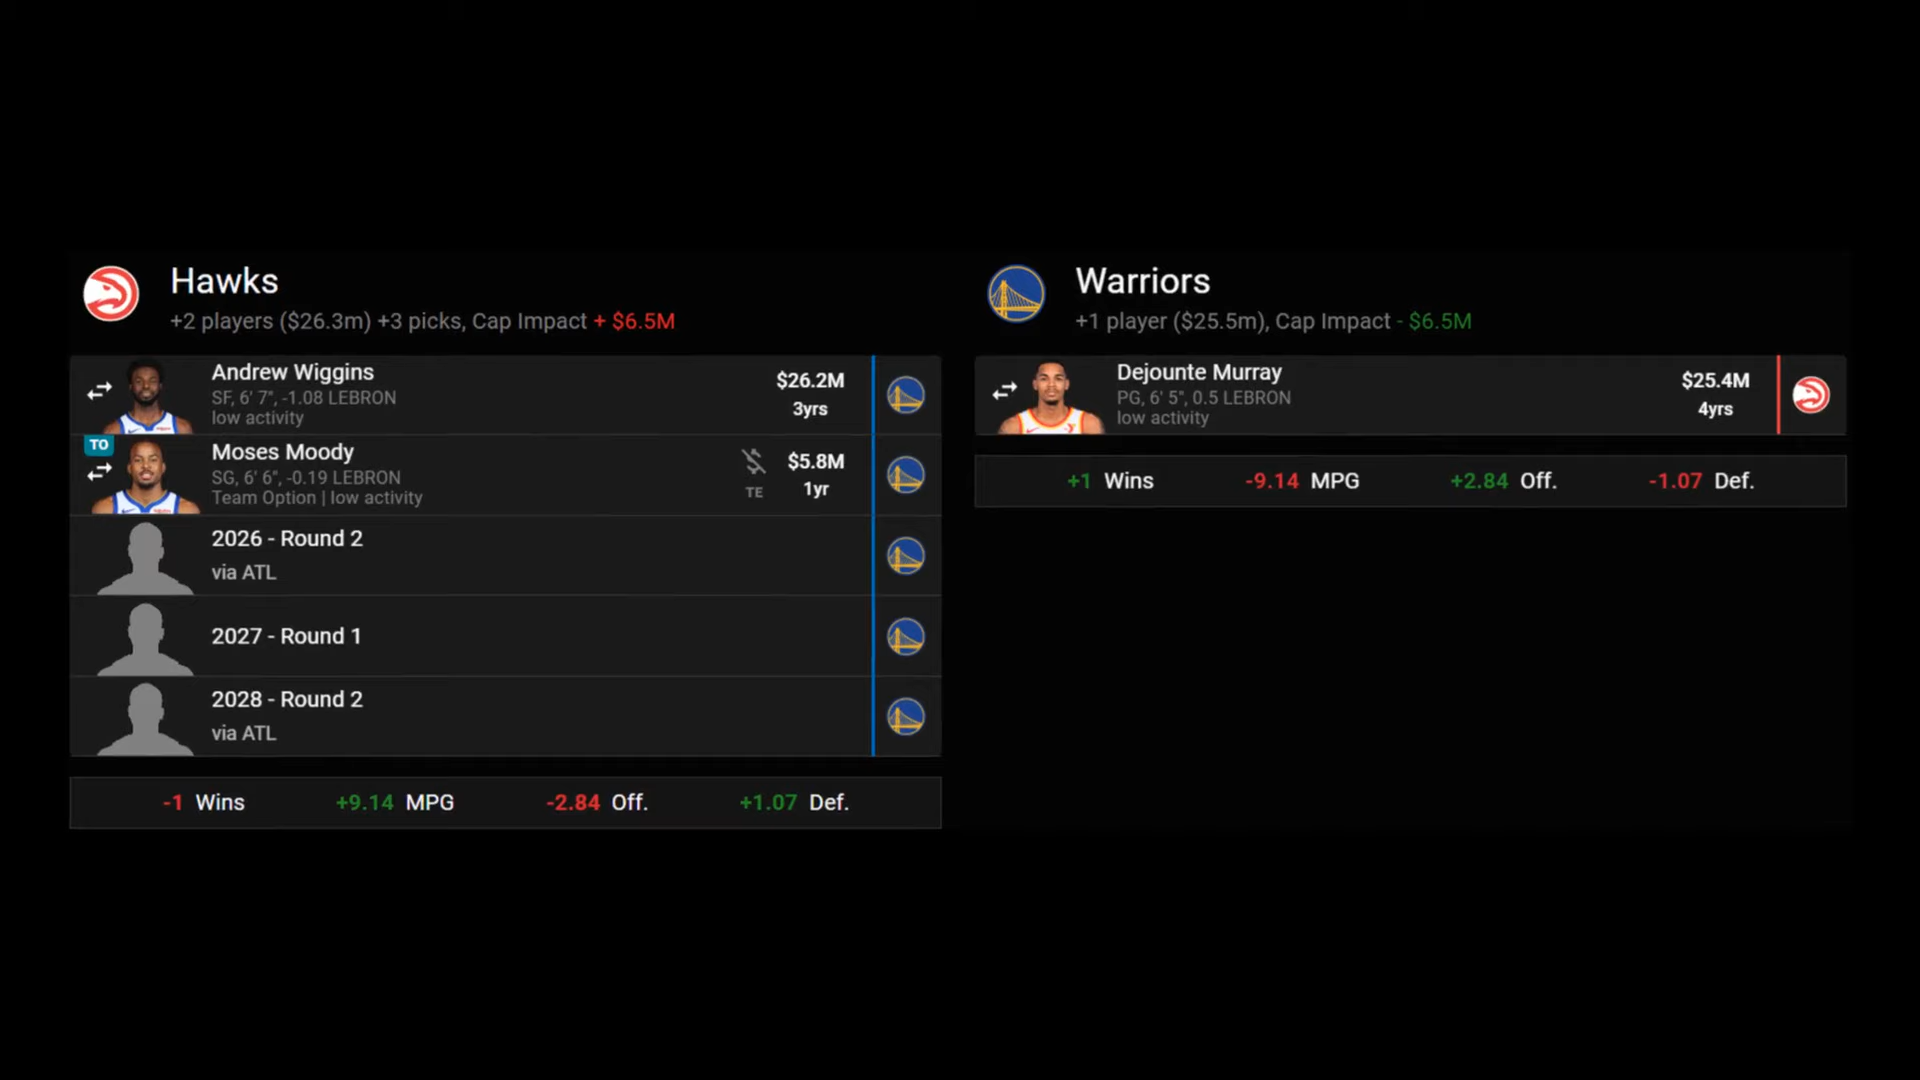 Hawks
+2 players ($26.3m) +3 picks, Cap Impact + $6.5M
Andrew Wiggins
SF, 6' 7", -1.08 LEBRON
low activity
$26.2M
3yrs
TO
Moses Moody
SG, 6' 6", -0.19 LEBRON
Team Option | low activity
TE
$5.8M
1yr
2026 - Round 2
via ATL
2027 - Round 1
2028 - Round 2
via ATL
-1 Wins +9.14 MPG -2.84 Off. +1.07 Def.
Warriors
+1 player ($25.5m), Cap Impact - $6.5M
Dejounte Murray
PG, 6' 5", 0.5 LEBRON
low activity
$25.4M
4yrs
+1 Wins -9.14 MPG +2.84 Off. -1.07 Def.